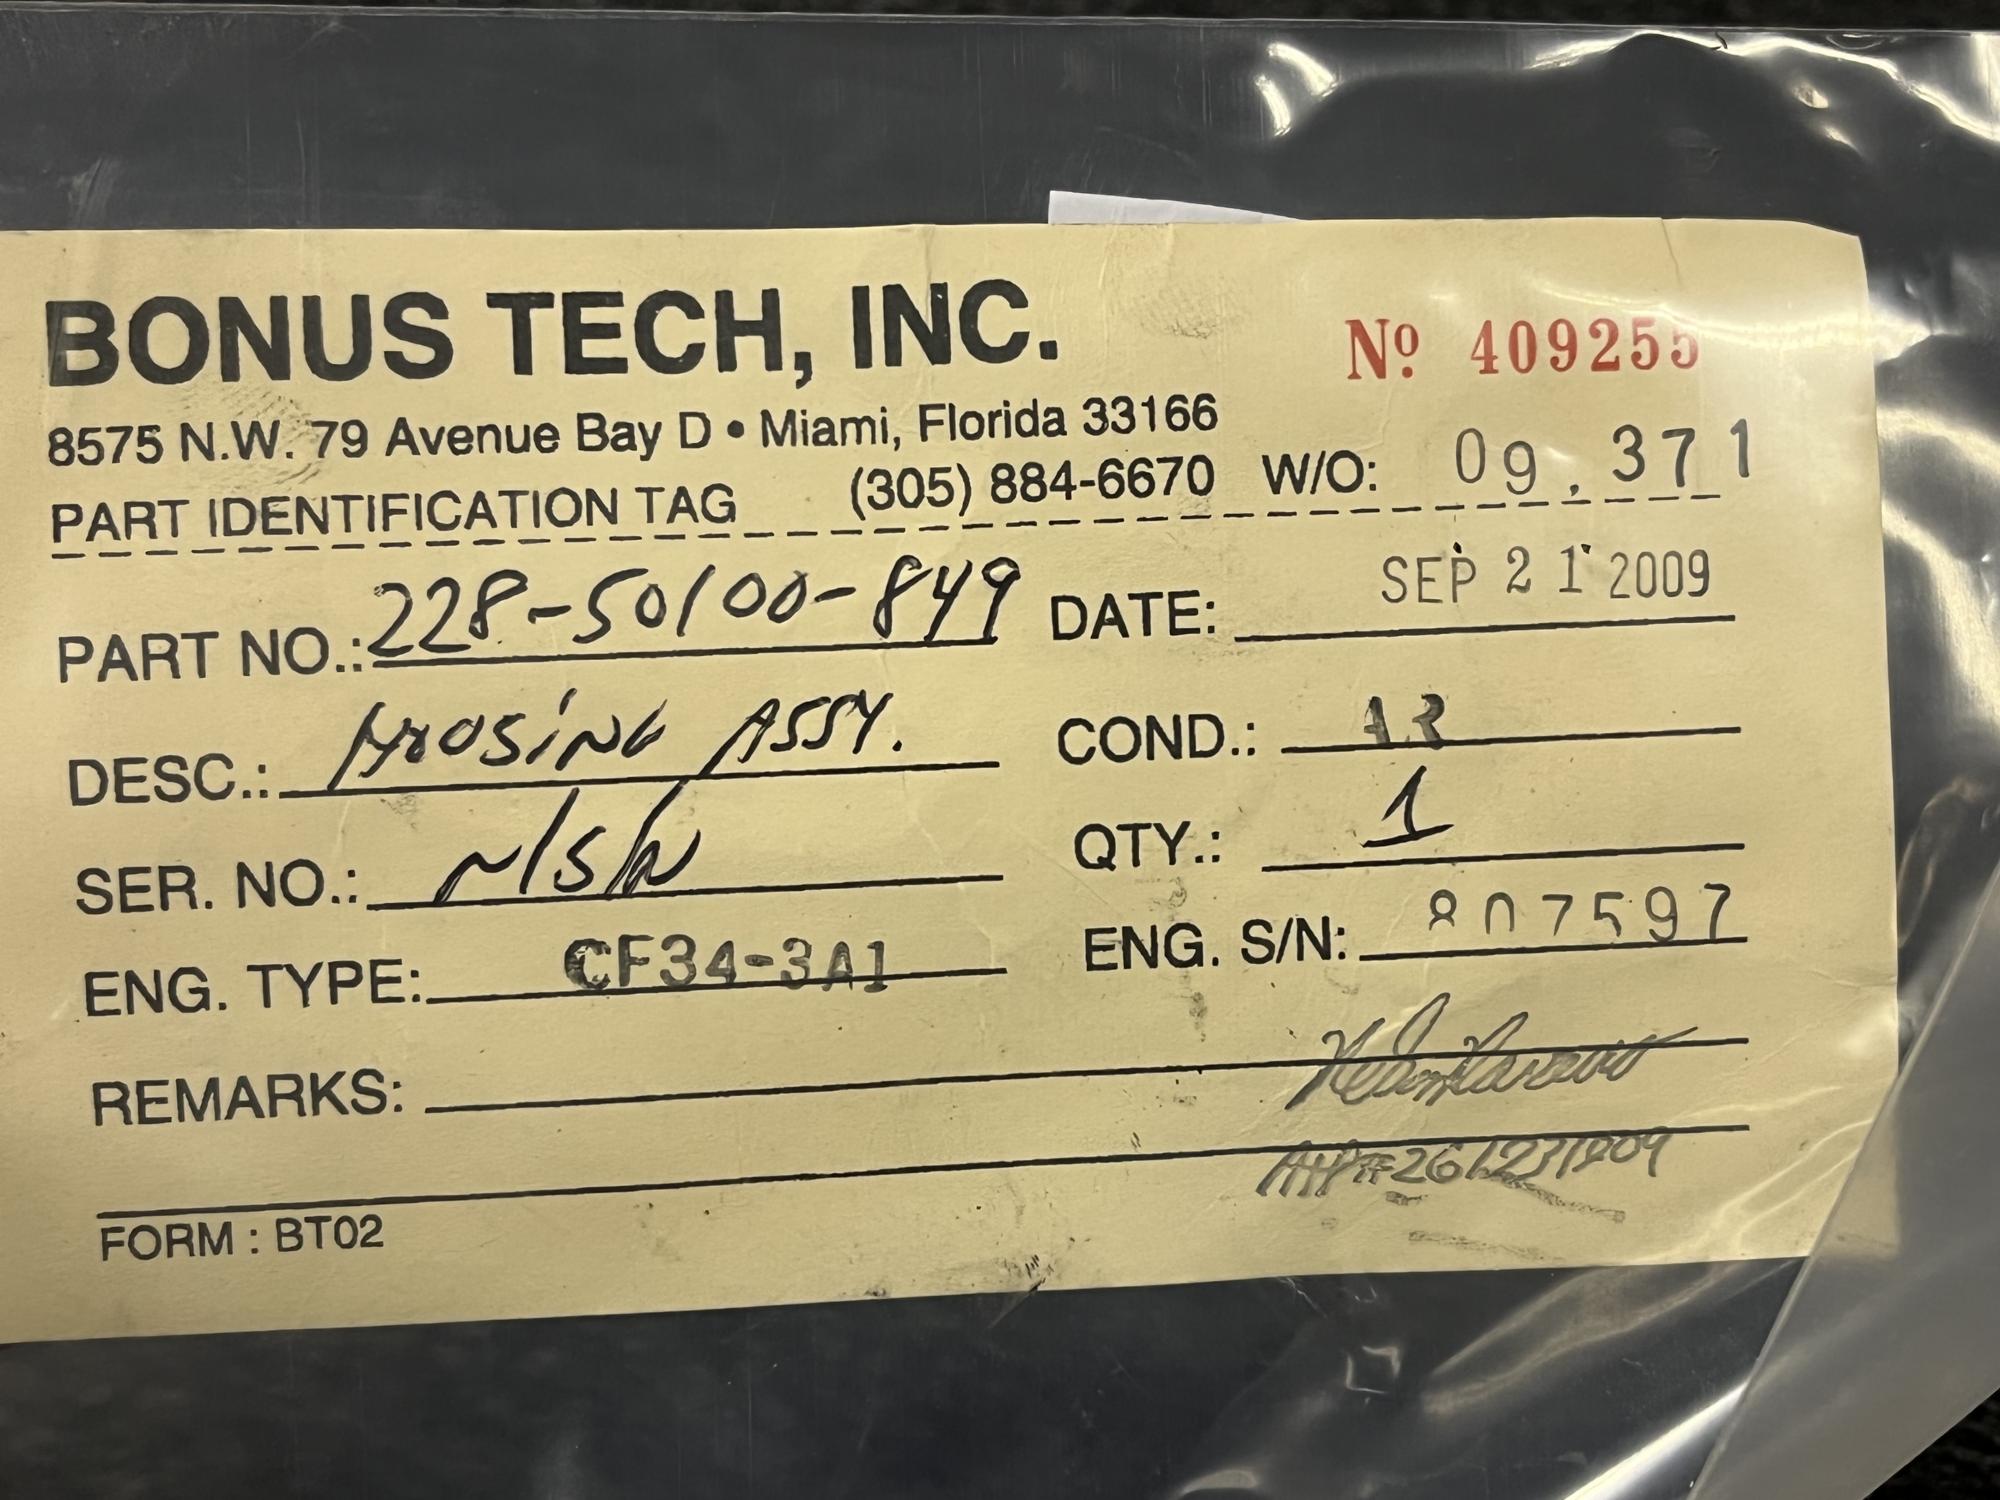 BONUS TECH, INC.
Nº 409255
8575 N.W. 79 Avenue Bay D • Miami, Florida 33166
PART IDENTIFICATION TAG (305) 884-6670 W/O: 09.371
PART NO.: 228-50100-849 DATE: SEP 21 2009
DESC.: HOUSING ASSY. COND.: AR
SER. NO.: N/S/N QTY.: 1
ENG. TYPE: CF34-3A1 ENG. S/N: 807597
REMARKS:
FORM : BT02